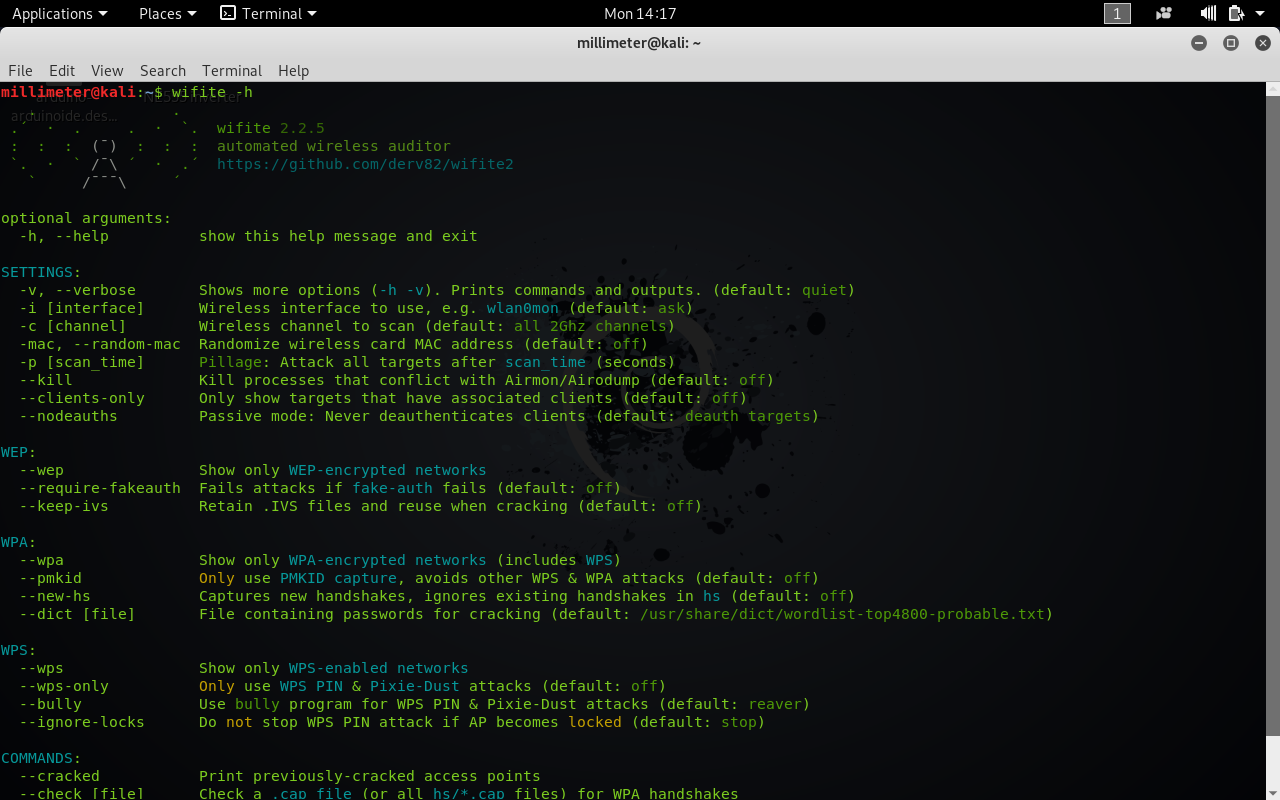 Applications Places Terminal Mon 14:17 1
millimeter@kali: ~
File Edit View Search Terminal Help
millimeter@kali:~$ wifite -h
arduinoide.des...
wifite 2.2.5
automated wireless auditor
https://github.com/derv82/wifite2
optional arguments:
-h, --help show this help message and exit
SETTINGS:
-v, --verbose Shows more options (-h -v). Prints commands and outputs. (default: quiet)
-i [interface] Wireless interface to use, e.g. wlan0mon (default: ask)
-c [channel] Wireless channel to scan (default: all 2Ghz channels)
-mac, --random-mac Randomize wireless card MAC address (default: off)
-p [scan_time] Pillage: Attack all targets after scan_time (seconds)
--kill Kill processes that conflict with Airmon/Airodump (default: off)
--clients-only Only show targets that have associated clients (default: off)
--nodeauths Passive mode: Never deauthenticates clients (default: deauth targets)
WEP:
--wep Show only WEP-encrypted networks
--require-fakeauth Fails attacks if fake-auth fails (default: off)
--keep-ivs Retain .IVS files and reuse when cracking (default: off)
WPA:
--wpa Show only WPA-encrypted networks (includes WPS)
--pmkid Only use PMKID capture, avoids other WPS & WPA attacks (default: off)
--new-hs Captures new handshakes, ignores existing handshakes in hs (default: off)
--dict [file] File containing passwords for cracking (default: /usr/share/dict/wordlist-top4800-probable.txt)
WPS:
--wps Show only WPS-enabled networks
--wps-only Only use WPS PIN & Pixie-Dust attacks (default: off)
--bully Use bully program for WPS PIN & Pixie-Dust attacks (default: reaver)
--ignore-locks Do not stop WPS PIN attack if AP becomes locked (default: stop)
COMMANDS:
--cracked Print previously-cracked access points
--check [file] Check a .cap file (or all hs/*.cap files) for WPA handshakes